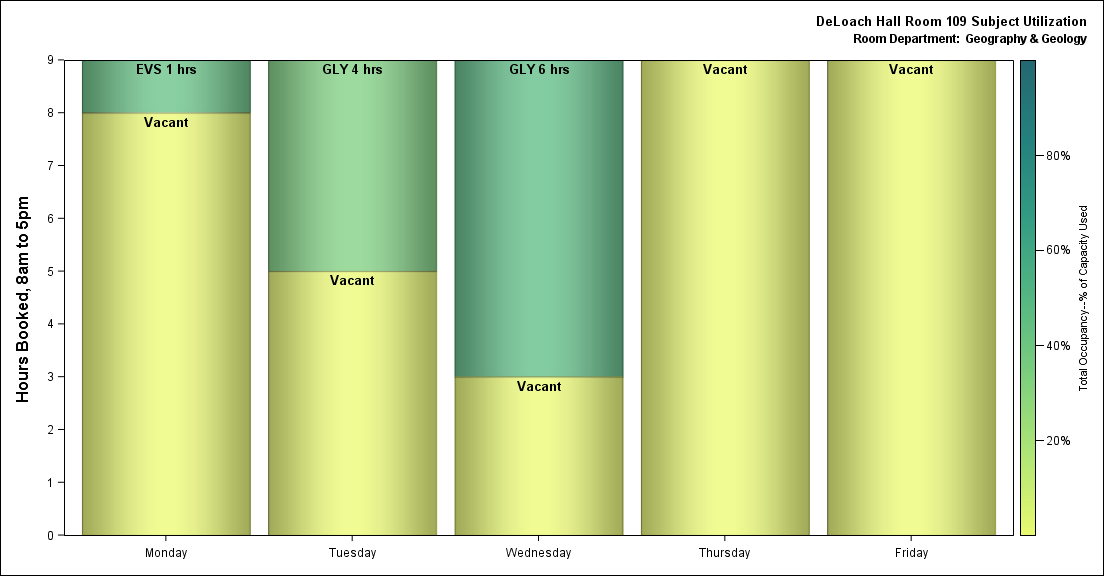 DeLoach Hall Room 109 Subject Utilization
Room Department: Geography & Geology
Hours Booked, 8am to 5pm
9
8
7
6
5
4
3
2
1
0
EVS 1 hrs
Vacant
GLY 4 hrs
Vacant
GLY 6 hrs
Vacant
Vacant
Vacant
Monday
Tuesday
Wednesday
Thursday
Friday
80%
60%
40%
20%
Total Occupancy--% of Capacity Used